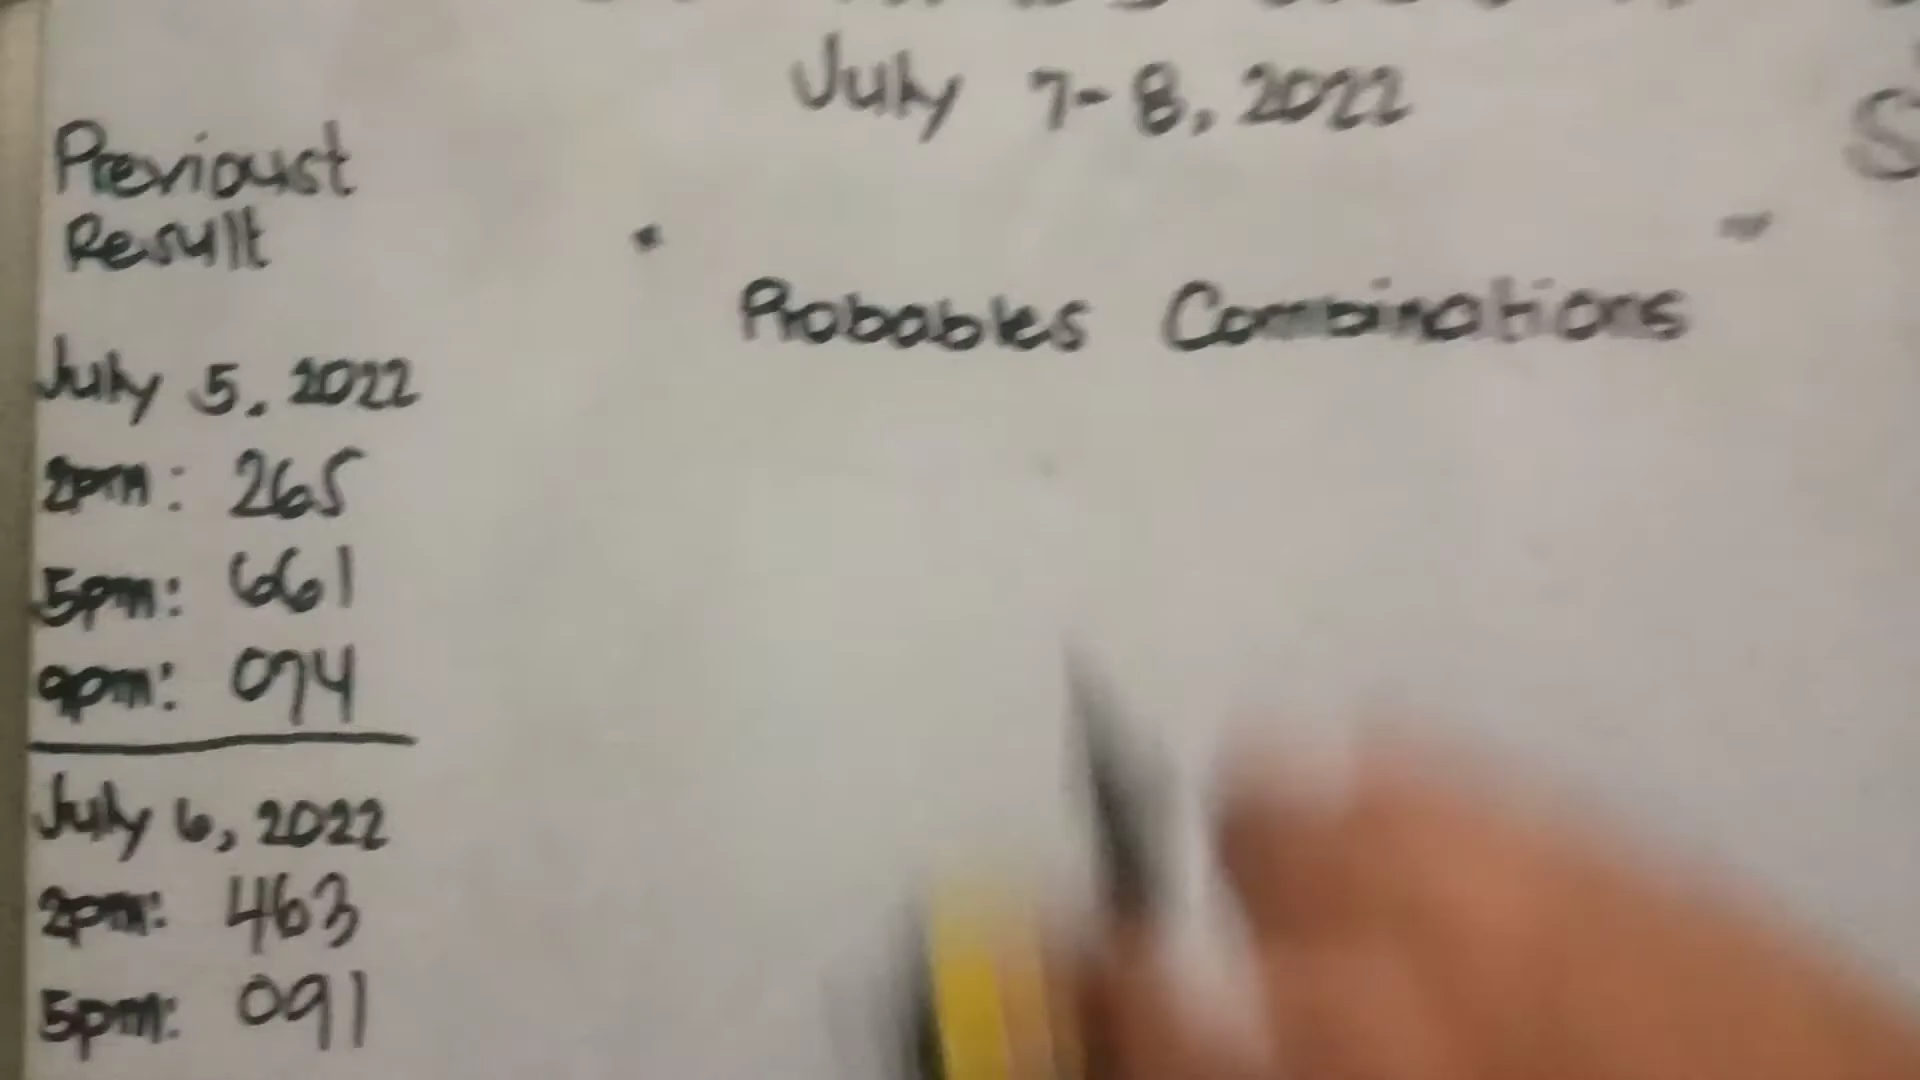 July 7-8, 2022
Previoust
Result
Probables Combinations
July 5, 2022
2pm: 265
5pm: 661
9pm: 074
July 6, 2022
2pm: 463
5pm: 091